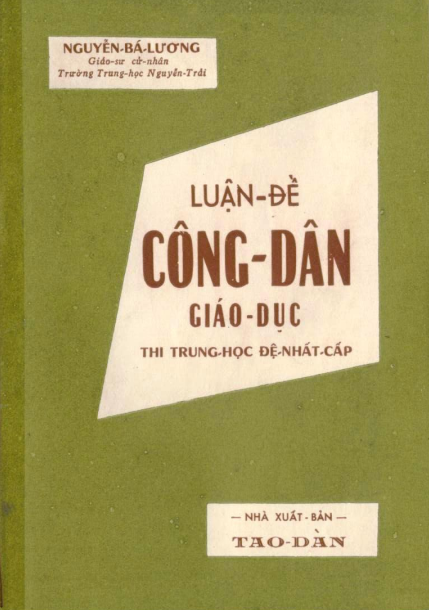 NGUYỄN-BÁ-LƯƠNG
Giáo-sư cử-nhân
Trường Trung-học Nguyễn-Trãi
LUẬN-ĐỀ
CÔNG-DÂN
GIÁO-DỤC
THI TRUNG-HỌC ĐỆ-NHẤT-CẤP
— NHÀ XUẤT-BẢN —
TAO-ĐÀN